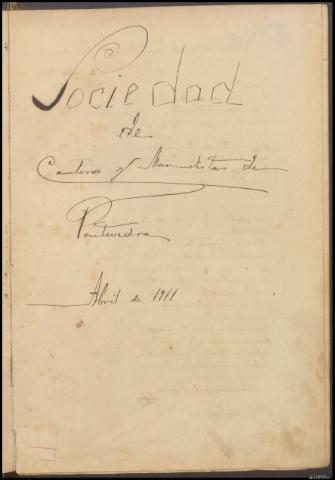 Sociedad
de
Canteros y Marmolistas de
Pontevedra
Abril de 1911